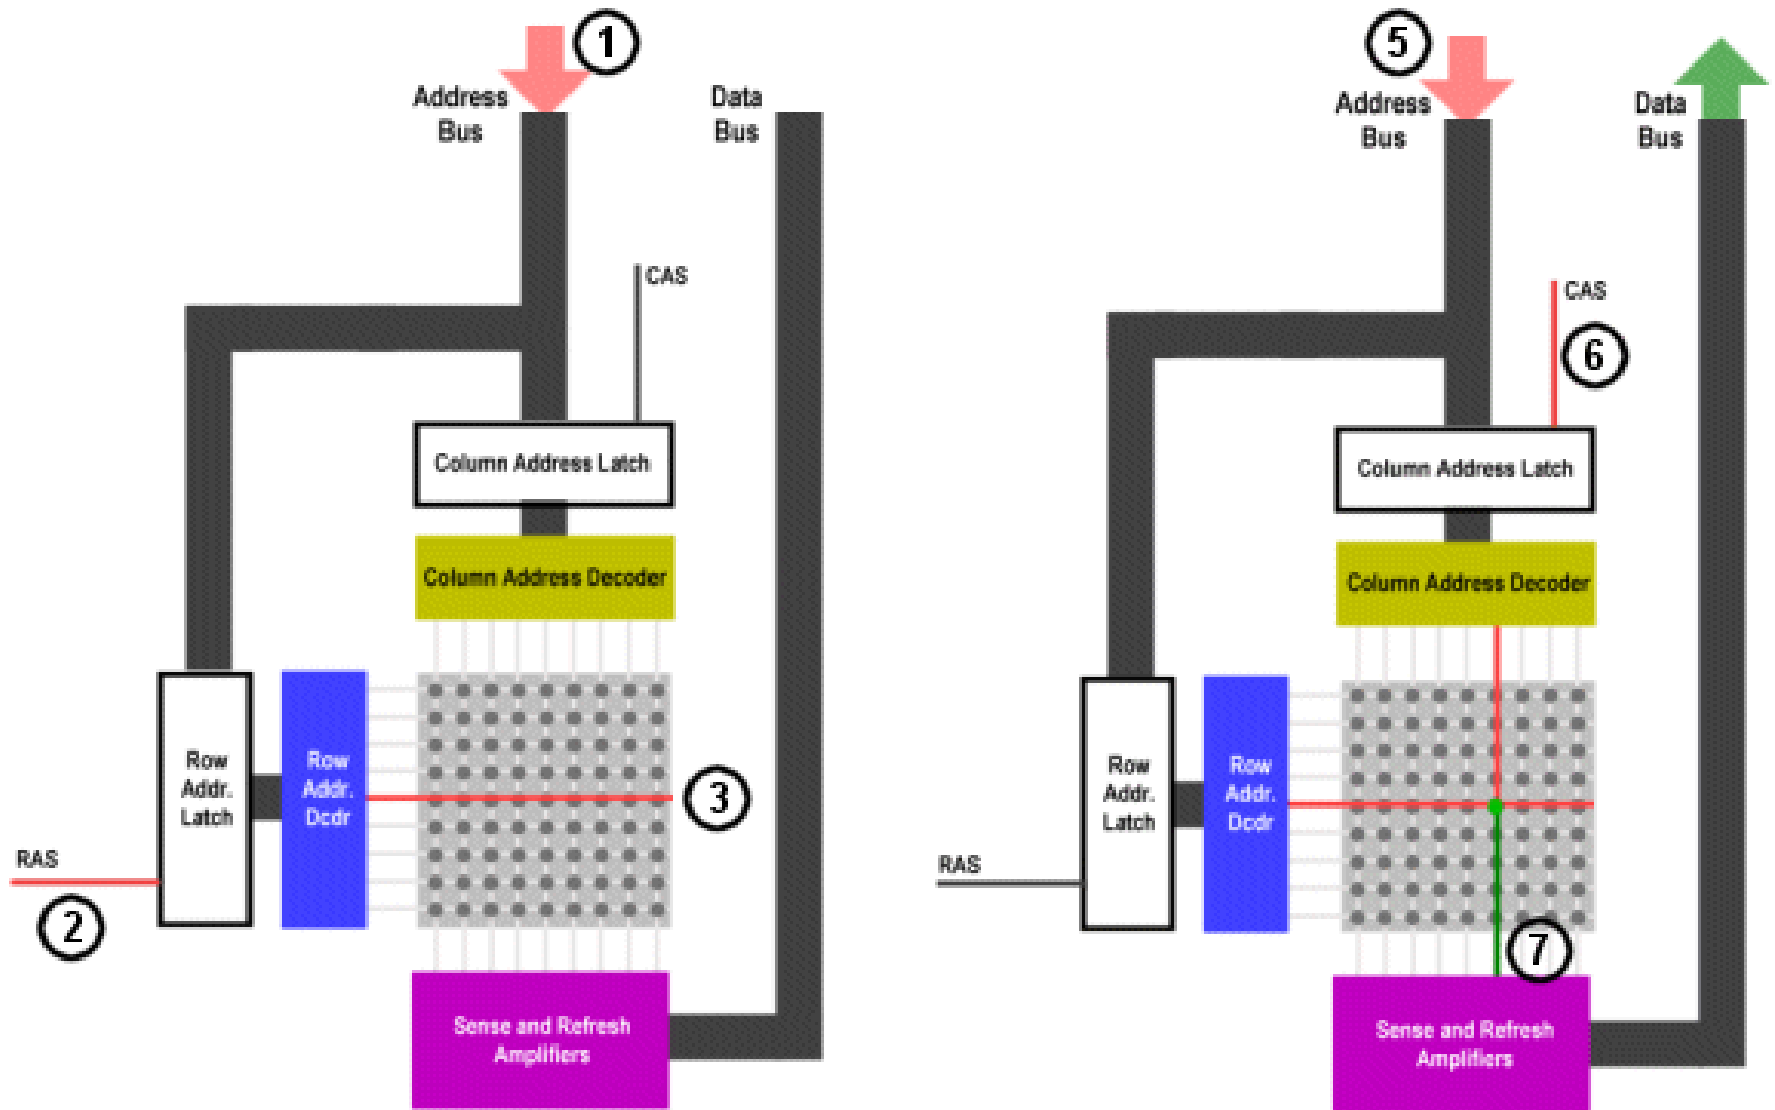 1
Address
Bus
Data
Bus
CAS
Column Address Latch
Column Address Decoder
Row
Addr.
Latch
Row
Addr.
Dcdr
3
RAS
2
Sense and Refresh
Amplifiers
5
Address
Bus
Data
Bus
CAS
6
Column Address Latch
Column Address Decoder
Row
Addr.
Latch
Row
Addr.
Dcdr
RAS
7
Sense and Refresh
Amplifiers